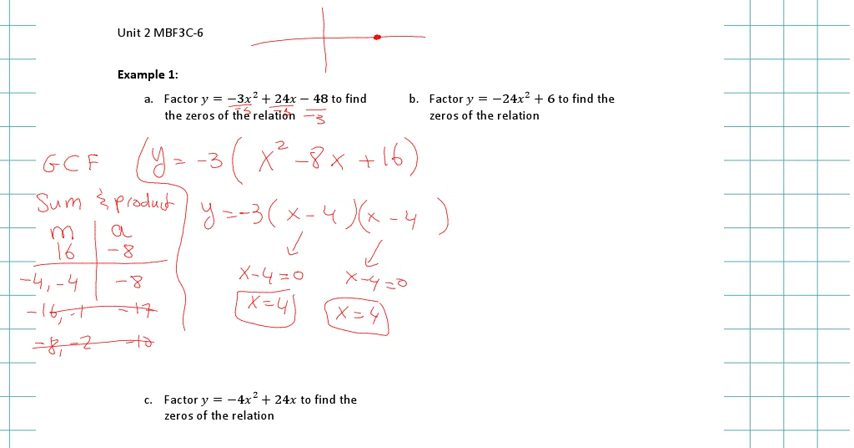 Unit 2 MBF3C-6
Example 1:
a. Factor y = −3x² + 24x − 48 to find
the zeros of the relation
-3 -3 -3
b. Factor y = −24x² + 6 to find the
zeros of the relation
GCF
(y = -3(x² - 8x + 16)
Sum & product
m | a
16 | -8
-4, -4 | -8
-16, -1 -17
-8, -2 -10
y = -3(x - 4)(x - 4)
x-4=0 x-4=0
x=4 x=4
c. Factor y = −4x² + 24x to find the
zeros of the relation